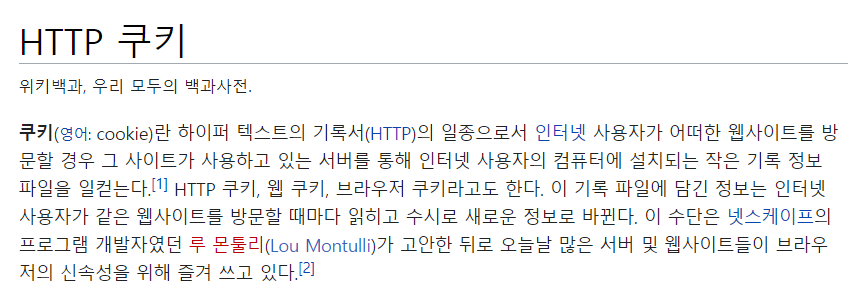 HTTP 쿠키
위키백과, 우리 모두의 백과사전.
쿠키(영어: cookie)란 하이퍼 텍스트의 기록서(HTTP)의 일종으로서 인터넷 사용자가 어떠한 웹사이트를 방
문할 경우 그 사이트가 사용하고 있는 서버를 통해 인터넷 사용자의 컴퓨터에 설치되는 작은 기록 정보
파일을 일컫는다.[1] HTTP 쿠키, 웹 쿠키, 브라우저 쿠키라고도 한다. 이 기록 파일에 담긴 정보는 인터넷
사용자가 같은 웹사이트를 방문할 때마다 읽히고 수시로 새로운 정보로 바뀐다. 이 수단은 넷스케이프의
프로그램 개발자였던 루 몬툴리(Lou Montulli)가 고안한 뒤로 오늘날 많은 서버 및 웹사이트들이 브라우
저의 신속성을 위해 즐겨 쓰고 있다.[2]